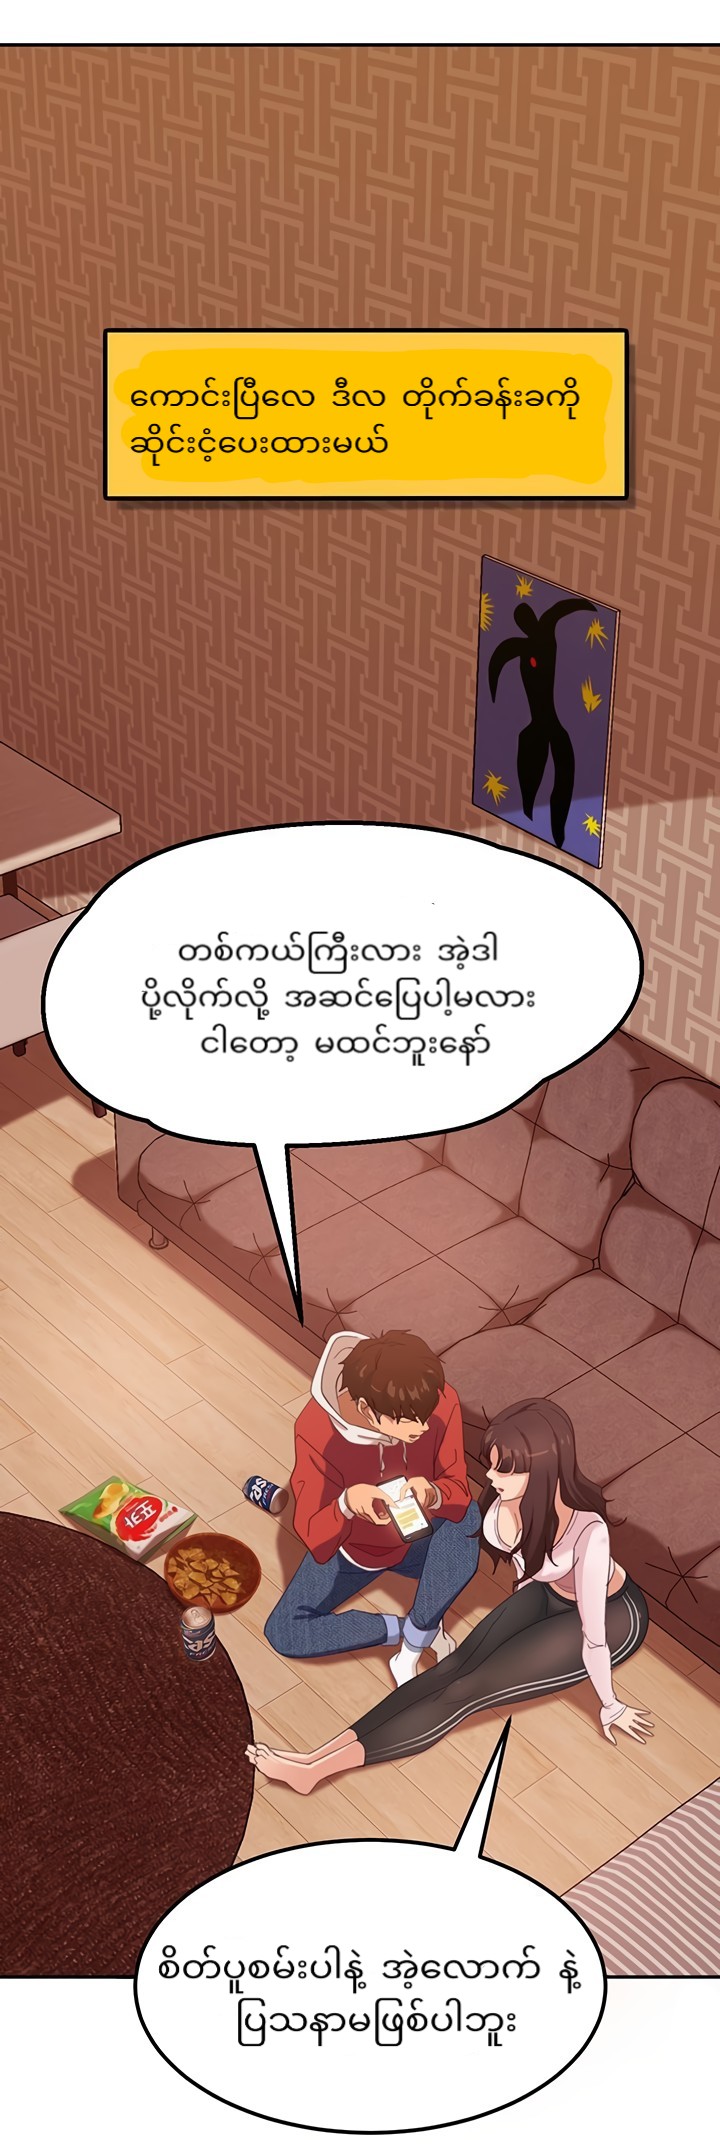 ကောင်းပြီလေ ဒီလ တိုက်ခန်းခကို
ဆိုင်းငံ့ပေးထားမယ်
တစ်ကယ်ကြီးလား အဲ့ဒါ
ပို့လိုက်လို့ အဆင်ပြေပါ့မလား
ငါတော့ မထင်ဘူးနော်
စိတ်ပူစမ်းပါနဲ့ အဲ့လောက် နဲ့
ပြသနာမဖြစ်ပါဘူး